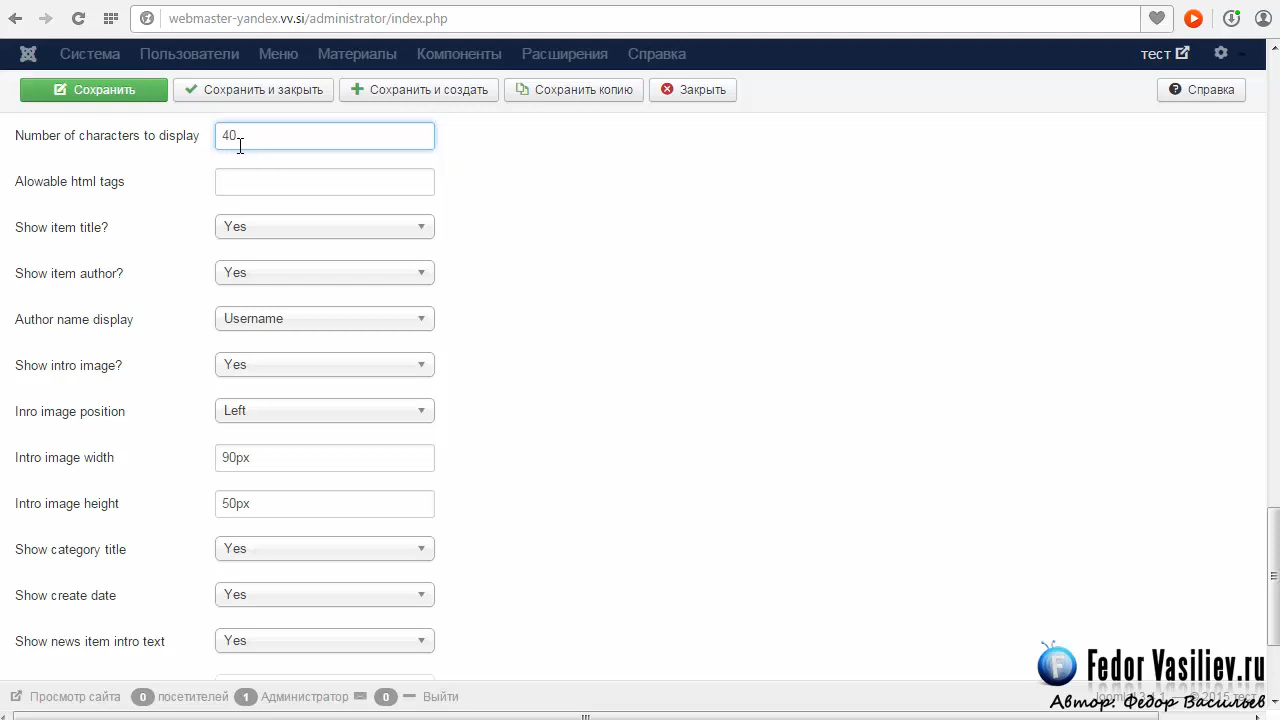 webmaster-yandex.vv.si/administrator/index.php
Система Пользователи Меню Материалы Компоненты Расширения Справка тест
Сохранить Сохранить и закрыть Сохранить и создать Сохранить копию Закрыть Справка
Number of characters to display 40
Alowable html tags
Show item title? Yes
Show item author? Yes
Author name display Username
Show intro image? Yes
Inro image position Left
Intro image width 90px
Intro image height 50px
Show category title Yes
Show create date Yes
Show news item intro text Yes
F Fedor Vasiliev.ru
Просмотр сайта 0 посетителей 1 Администратор 0 Выйти
Автор: Федор Васильев